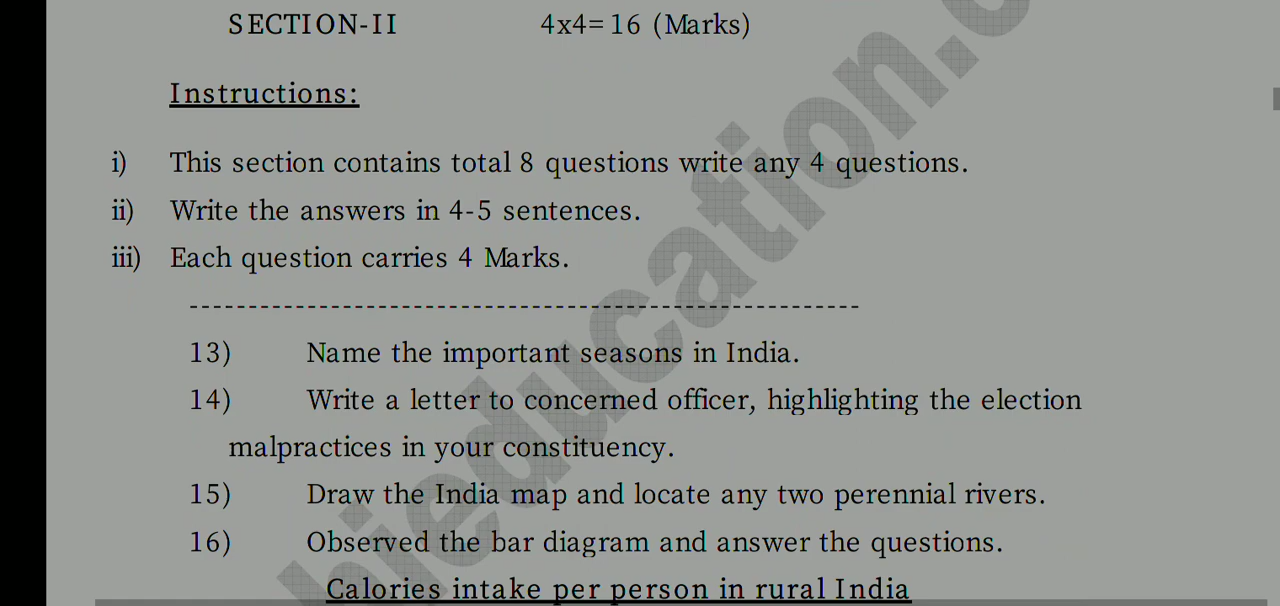 SECTION-II 4x4= 16 (Marks)
Instructions:
i) This section contains total 8 questions write any 4 questions.
ii) Write the answers in 4-5 sentences.
iii) Each question carries 4 Marks.
-----------------------------------------------------------
13) Name the important seasons in India.
14) Write a letter to concerned officer, highlighting the election
malpractices in your constituency.
15) Draw the India map and locate any two perennial rivers.
16) Observed the bar diagram and answer the questions.
Calories intake per person in rural India